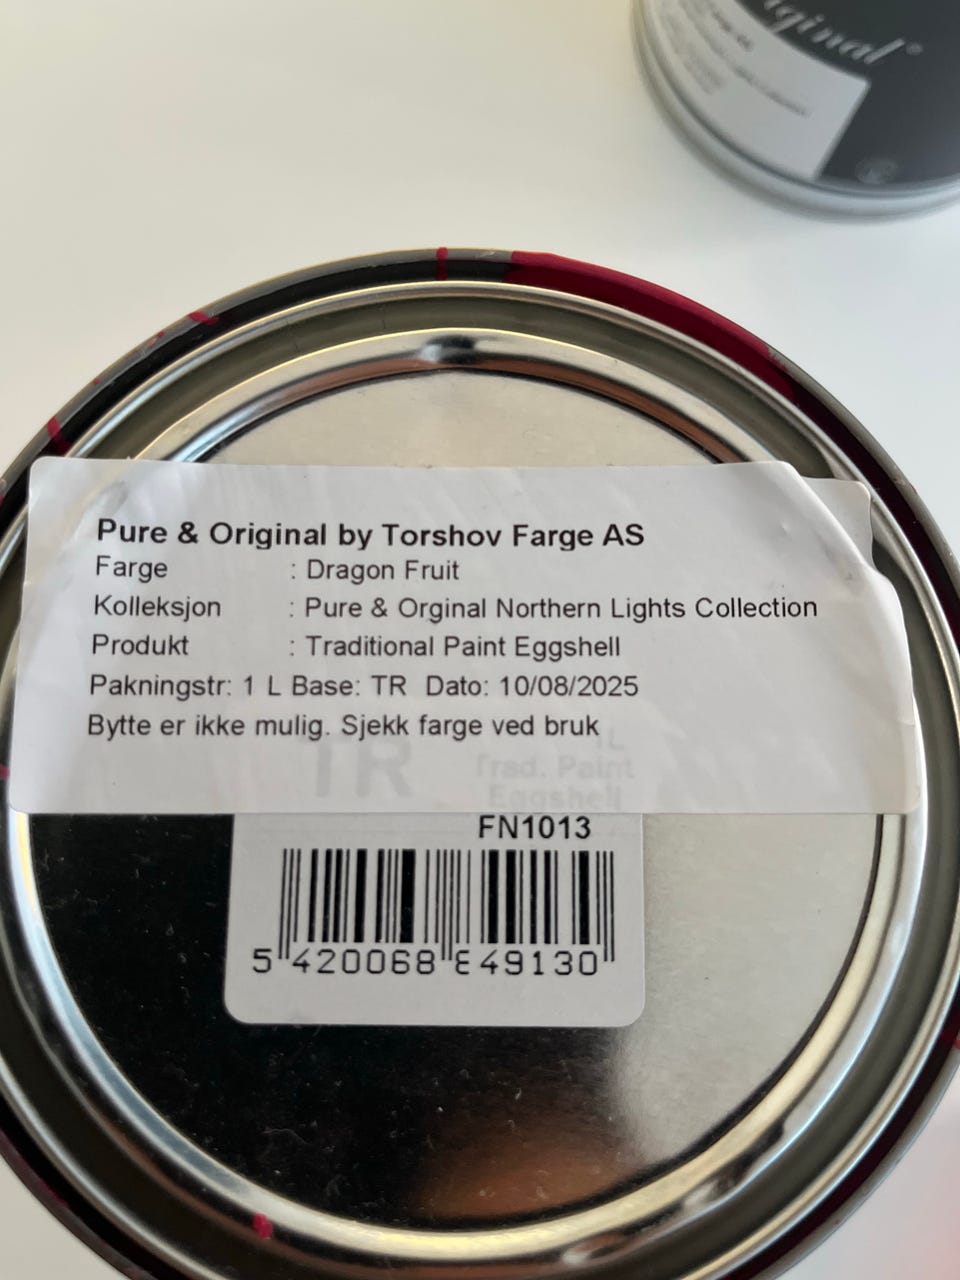 iginal®
Pure & Original by Torshov Farge AS
Farge : Dragon Fruit
Kolleksjon : Pure & Orginal Northern Lights Collection
Produkt : Traditional Paint Eggshell
Pakningstr: 1 L Base: TR Dato: 10/08/2025
Bytte er ikke mulig. Sjekk farge ved bruk
TR 1L
Trad. Paint
Eggshell
FN1013
5 420068 849130